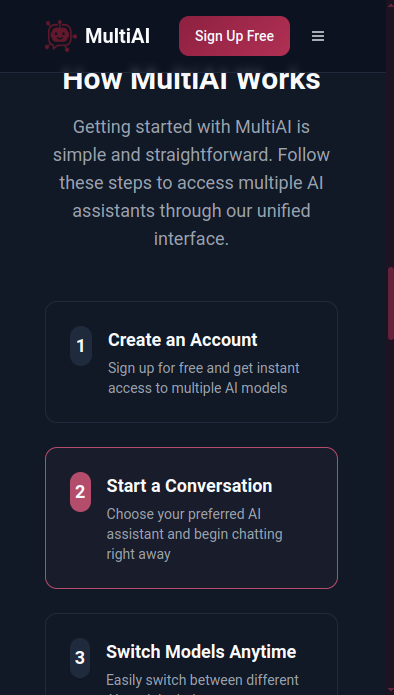 MultiAI
Sign Up Free
How MultiAI Works
Getting started with MultiAI is
simple and straightforward. Follow
these steps to access multiple AI
assistants through our unified
interface.
1
Create an Account
Sign up for free and get instant
access to multiple AI models
2
Start a Conversation
Choose your preferred AI
assistant and begin chatting
right away
3
Switch Models Anytime
Easily switch between different